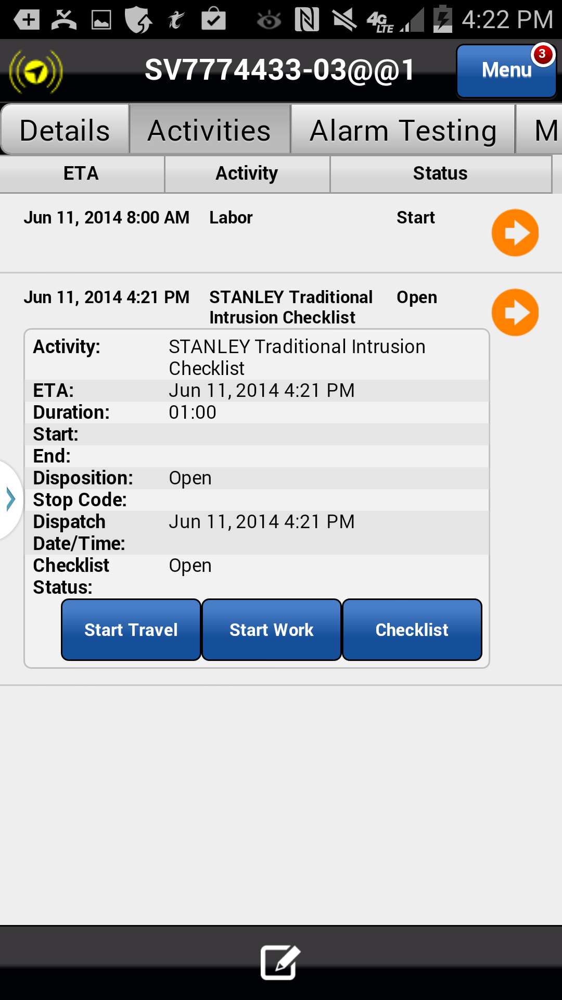 4G LTE 4:22 PM
SV7774433-03@@1
Menu 3
Details Activities Alarm Testing M
ETA Activity Status
Jun 11, 2014 8:00 AM Labor Start
Jun 11, 2014 4:21 PM STANLEY Traditional Open
Intrusion Checklist
Activity: STANLEY Traditional Intrusion
Checklist
ETA: Jun 11, 2014 4:21 PM
Duration: 01:00
Start:
End:
Disposition: Open
Stop Code:
Dispatch Jun 11, 2014 4:21 PM
Date/Time:
Checklist Open
Status:
Start Travel Start Work Checklist